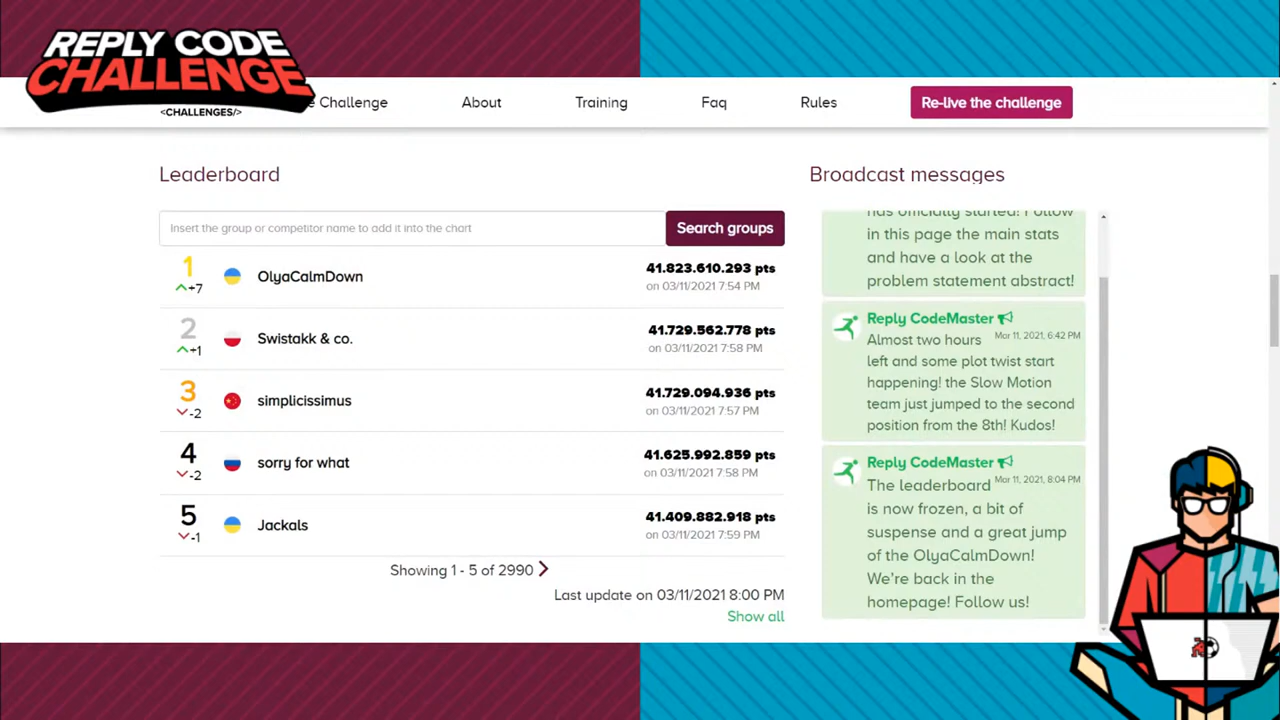 REPLY CODE
CHALLENGE
<CHALLENGES/>
e Challenge
About
Training
Faq
Rules
Re-live the challenge
Leaderboard
Insert the group or competitor name to add it into the chart
Search groups
1
+7
OlyaCalmDown
41.823.610.293 pts
on 03/11/2021 7:54 PM
2
+1
Swistakk & co.
41.729.562.778 pts
on 03/11/2021 7:58 PM
3
-2
simplicissimus
41.729.094.936 pts
on 03/11/2021 7:57 PM
4
-2
sorry for what
41.625.992.859 pts
on 03/11/2021 7:58 PM
5
-1
Jackals
41.409.882.918 pts
on 03/11/2021 7:59 PM
Showing 1 - 5 of 2990
Last update on 03/11/2021 8:00 PM
Show all
Broadcast messages
has officially started! Follow
in this page the main stats
and have a look at the
problem statement abstract!
Reply CodeMaster
Mar 11, 2021, 6:42 PM
Almost two hours
left and some plot twist start
happening! the Slow Motion
team just jumped to the second
position from the 8th! Kudos!
Reply CodeMaster
Mar 11, 2021, 8:04 PM
The leaderboard
is now frozen, a bit of
suspense and a great jump
of the OlyaCalmDown!
We're back in the
homepage! Follow us!